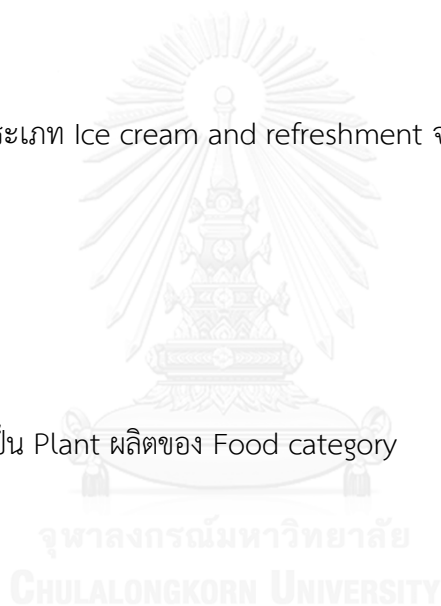 ะเภท Ice cream and refreshment จ
ป็น Plant ผลิตของ Food category
จุฬาลงกรณ์มหาวิทยาลัย
CHULALONGKORN UNIVERSITY